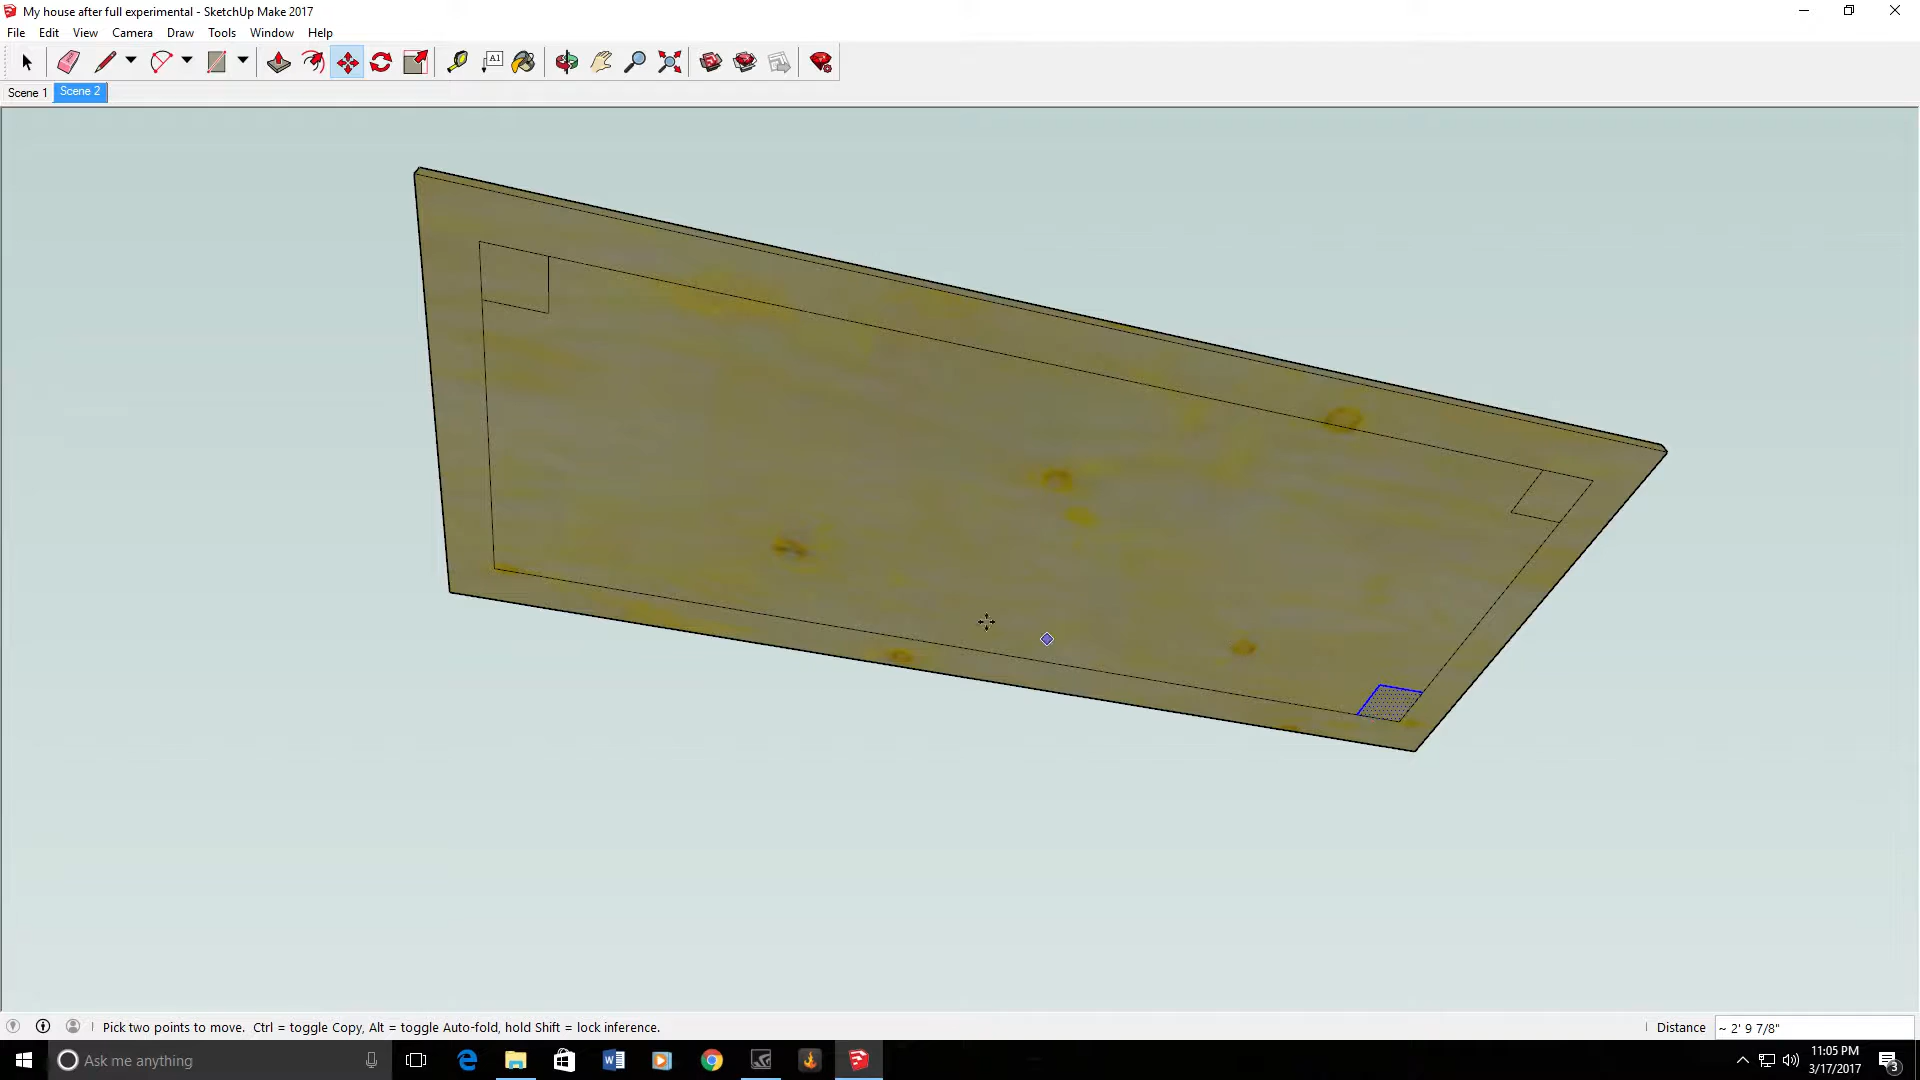 My house after full experimental - SketchUp Make 2017
File Edit View Camera Draw Tools Window Help
A1
Scene 1 Scene 2
Pick two points to move. Ctrl = toggle Copy, Alt = toggle Auto-fold, hold Shift = lock inference.
Distance ~ 2' 9 7/8"
Ask me anything
11:05 PM
3/17/2017
3